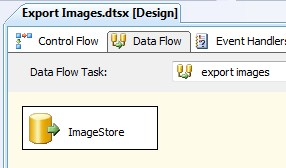 Export Images.dtsx [Design]
Control Flow Data Flow Event Handlers
Data Flow Task: export images
ImageStore